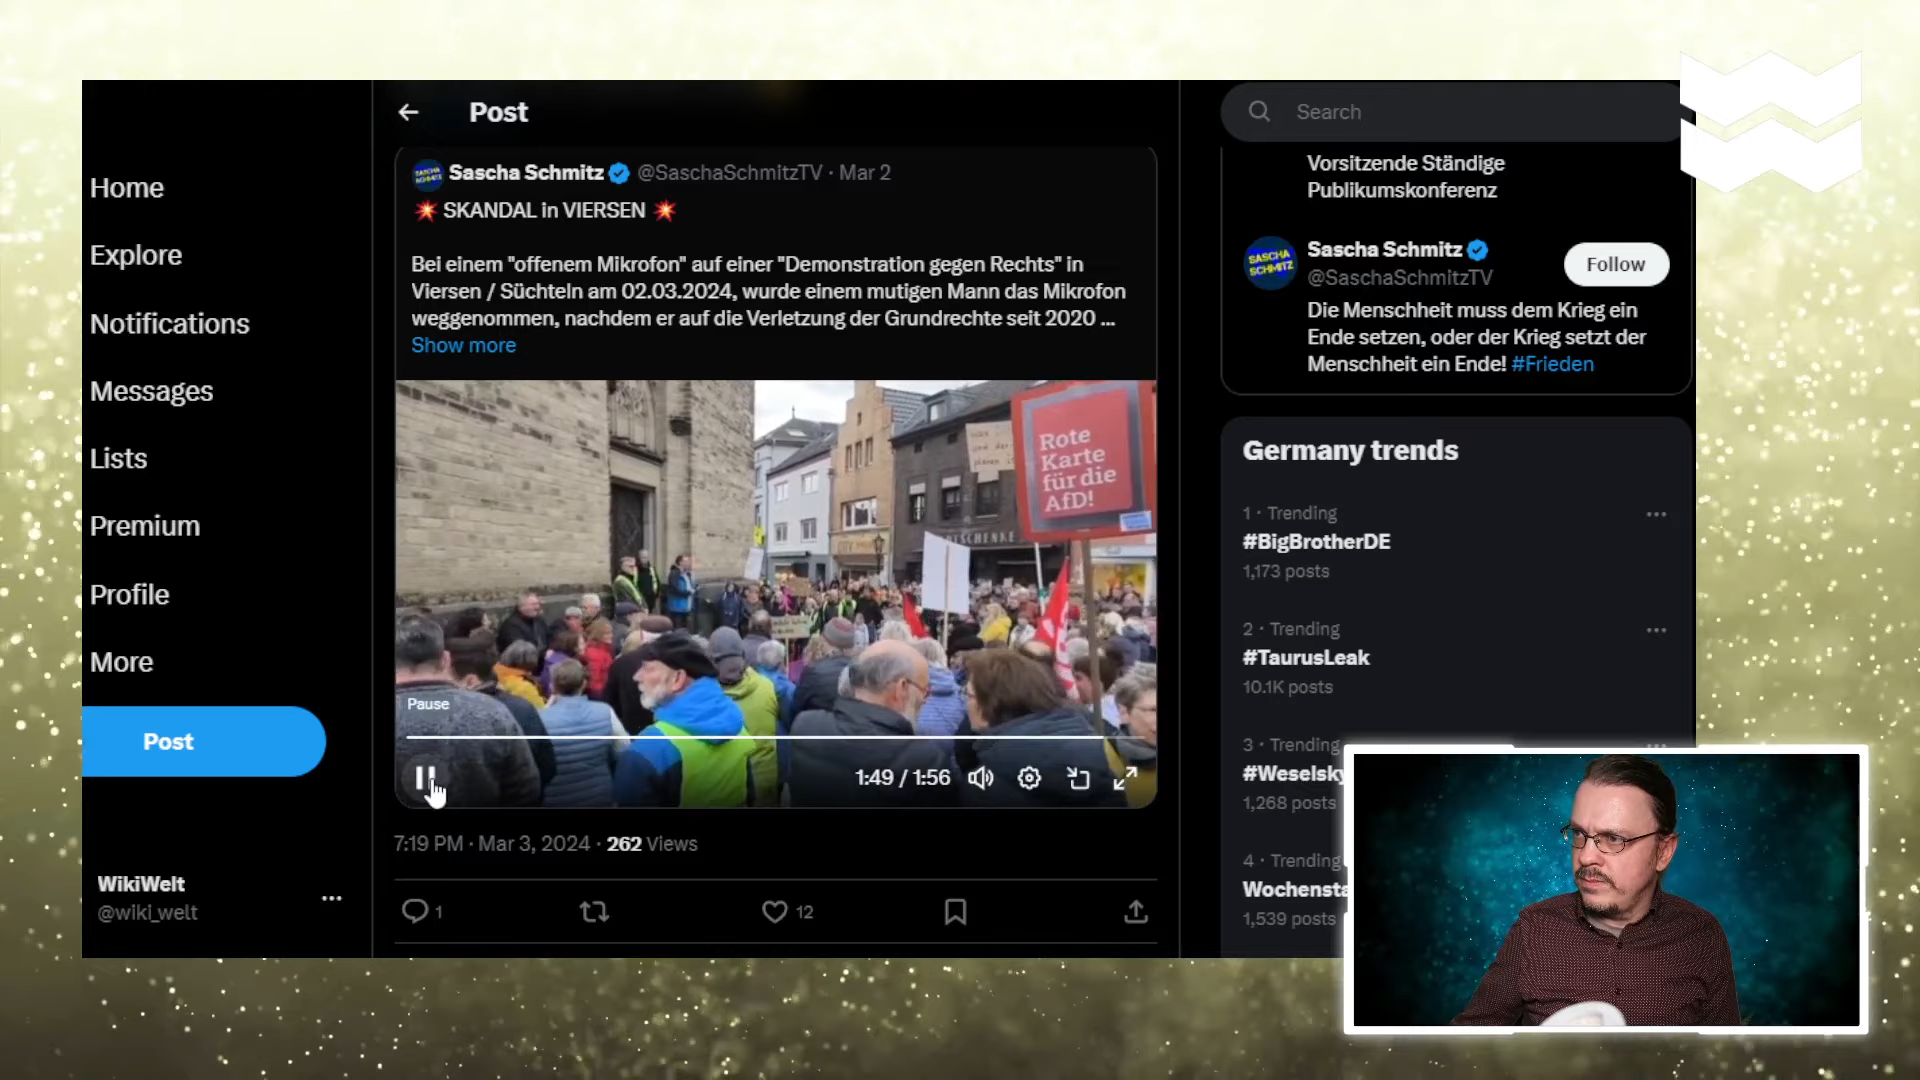 Home
Explore
Notifications
Messages
Lists
Premium
Profile
More
Post
WikiWelt
@wiki_welt
Post
Sascha Schmitz @SaschaSchmitzTV · Mar 2
SKANDAL in VIERSEN
Bei einem "offenem Mikrofon" auf einer "Demonstration gegen Rechts" in
Viersen / Süchteln am 02.03.2024, wurde einem mutigen Mann das Mikrofon
weggenommen, nachdem er auf die Verletzung der Grundrechte seit 2020 ...
Show more
Rote
Karte
für die
AfD!
Pause
1:49 / 1:56
7:19 PM · Mar 3, 2024 · 262 Views
1
12
Search
Vorsitzende Ständige
Publikumskonferenz
SASCHA
SCHMITZ
Sascha Schmitz
@SaschaSchmitzTV
Follow
Die Menschheit muss dem Krieg ein
Ende setzen, oder der Krieg setzt der
Menschheit ein Ende! #Frieden
Germany trends
1 · Trending
#BigBrotherDE
1,173 posts
2 · Trending
#TaurusLeak
10.1K posts
3 · Trending
#Weselsky
1,268 posts
4 · Trending
Wochensta
1,539 posts